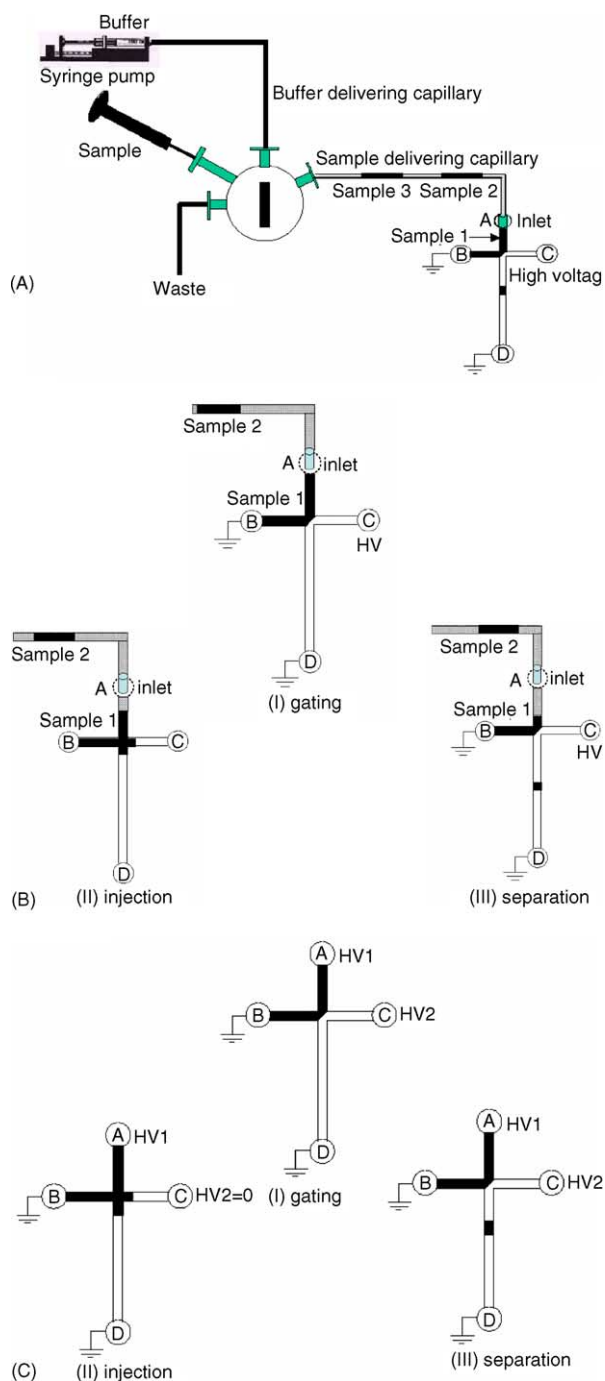 Buffer
Syringe pump
Buffer delivering capillary
Sample
Sample delivering capillary
Sample 3 Sample 2
A Inlet
Sample 1
B C
High voltag
Waste
(A)
D
Sample 2
A inlet
Sample 1
B C
HV
D
(I) gating
Sample 2
A inlet
Sample 1
B C
D
(B) (II) injection
Sample 2
A inlet
Sample 1
B C
HV
D
(III) separation
A HV1
B C HV2
D
(I) gating
A HV1
B C HV2=0
D
(C) (II) injection
A HV1
B C HV2
D
(III) separation